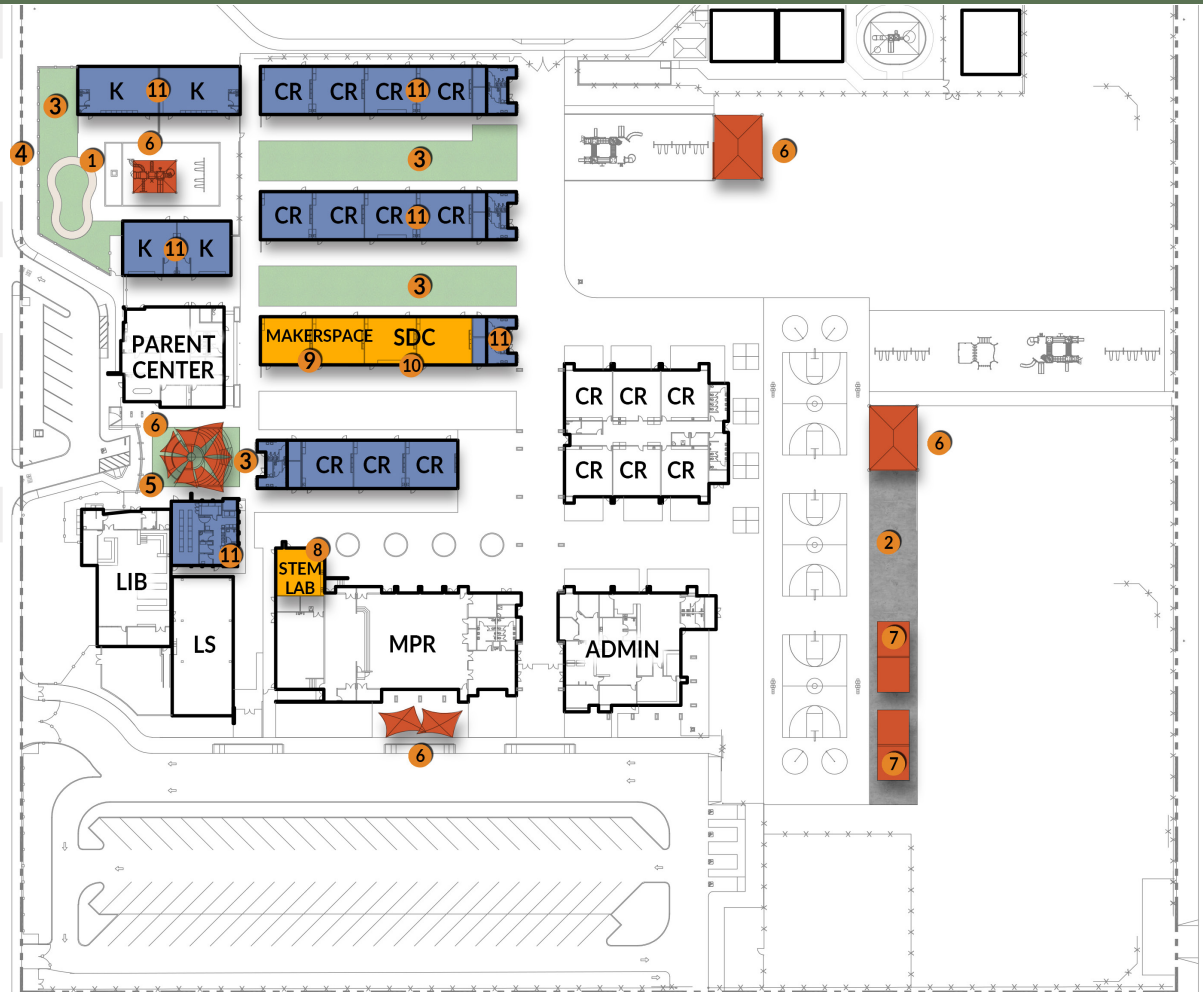 K 11 K
CR CR CR 11 CR
3
4
1
6
3
6
CR CR CR 11 CR
K 11 K
3
MAKERSPACE SDC
9 10 11
PARENT
CENTER
CR CR CR
CR CR CR
6
6
3
5
CR CR CR
11
LIB
LS
8
STEM
LAB
MPR
ADMIN
2
7
7
6